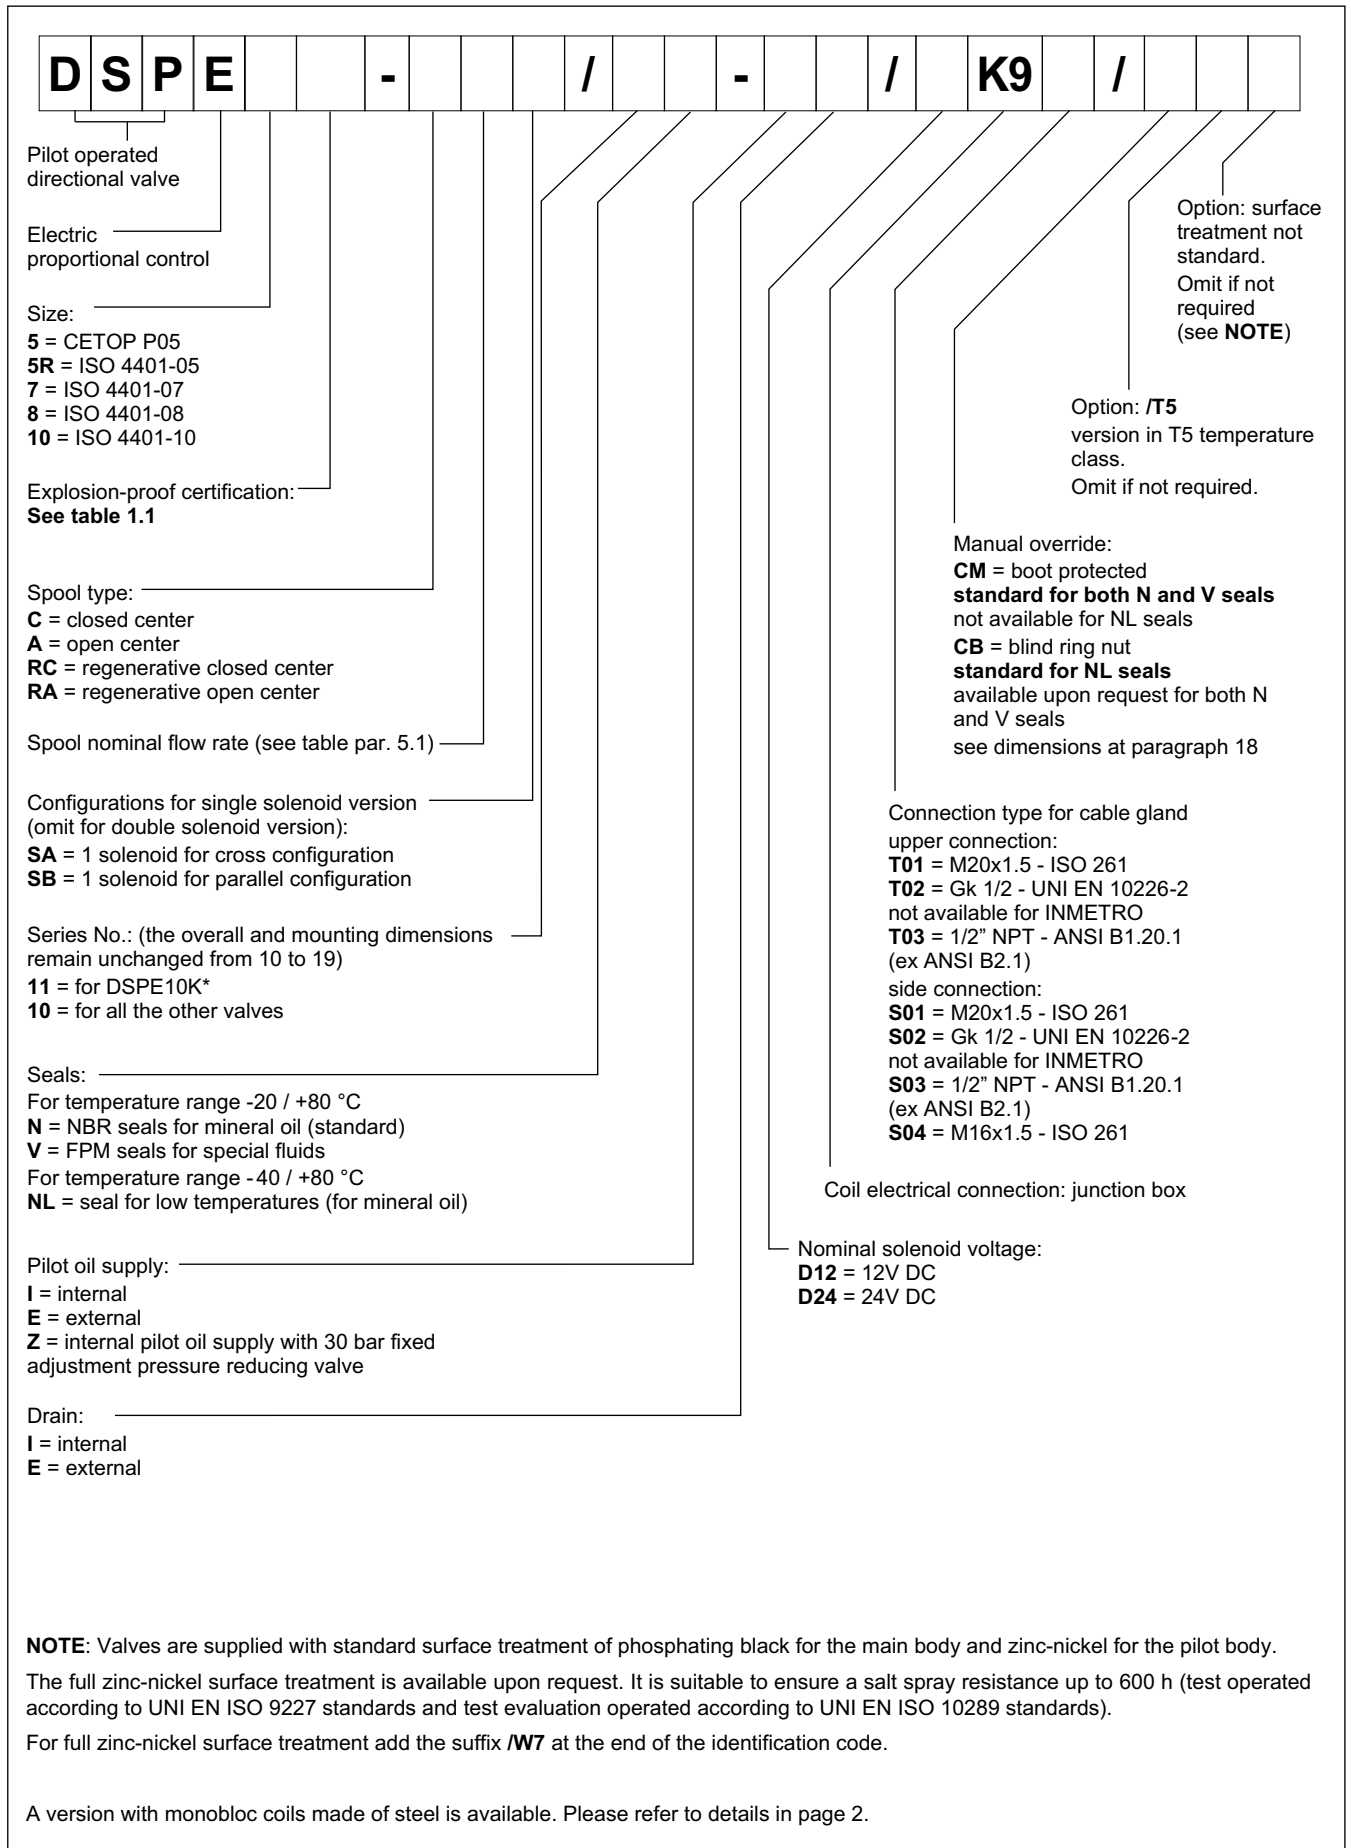 D S P E - / - / K9 /
Pilot operated
directional valve
Electric
proportional control
Size:
5 = CETOP P05
5R = ISO 4401-05
7 = ISO 4401-07
8 = ISO 4401-08
10 = ISO 4401-10
Explosion-proof certification:
See table 1.1
Spool type:
C = closed center
A = open center
RC = regenerative closed center
RA = regenerative open center
Spool nominal flow rate (see table par. 5.1)
Configurations for single solenoid version
(omit for double solenoid version):
SA = 1 solenoid for cross configuration
SB = 1 solenoid for parallel configuration
Series No.: (the overall and mounting dimensions
remain unchanged from 10 to 19)
11 = for DSPE10K*
10 = for all the other valves
Seals:
For temperature range -20 / +80 °C
N = NBR seals for mineral oil (standard)
V = FPM seals for special fluids
For temperature range -40 / +80 °C
NL = seal for low temperatures (for mineral oil)
Pilot oil supply:
I = internal
E = external
Z = internal pilot oil supply with 30 bar fixed
adjustment pressure reducing valve
Drain:
I = internal
E = external
Option: surface
treatment not
standard.
Omit if not
required
(see NOTE)
Option: /T5
version in T5 temperature
class.
Omit if not required.
Manual override:
CM = boot protected
standard for both N and V seals
not available for NL seals
CB = blind ring nut
standard for NL seals
available upon request for both N
and V seals
see dimensions at paragraph 18
Connection type for cable gland
upper connection:
T01 = M20x1.5 - ISO 261
T02 = Gk 1/2 - UNI EN 10226-2
not available for INMETRO
T03 = 1/2” NPT - ANSI B1.20.1
(ex ANSI B2.1)
side connection:
S01 = M20x1.5 - ISO 261
S02 = Gk 1/2 - UNI EN 10226-2
not available for INMETRO
S03 = 1/2” NPT - ANSI B1.20.1
(ex ANSI B2.1)
S04 = M16x1.5 - ISO 261
Coil electrical connection: junction box
Nominal solenoid voltage:
D12 = 12V DC
D24 = 24V DC
NOTE: Valves are supplied with standard surface treatment of phosphating black for the main body and zinc-nickel for the pilot body.
The full zinc-nickel surface treatment is available upon request. It is suitable to ensure a salt spray resistance up to 600 h (test operated
according to UNI EN ISO 9227 standards and test evaluation operated according to UNI EN ISO 10289 standards).
For full zinc-nickel surface treatment add the suffix /W7 at the end of the identification code.
A version with monobloc coils made of steel is available. Please refer to details in page 2.